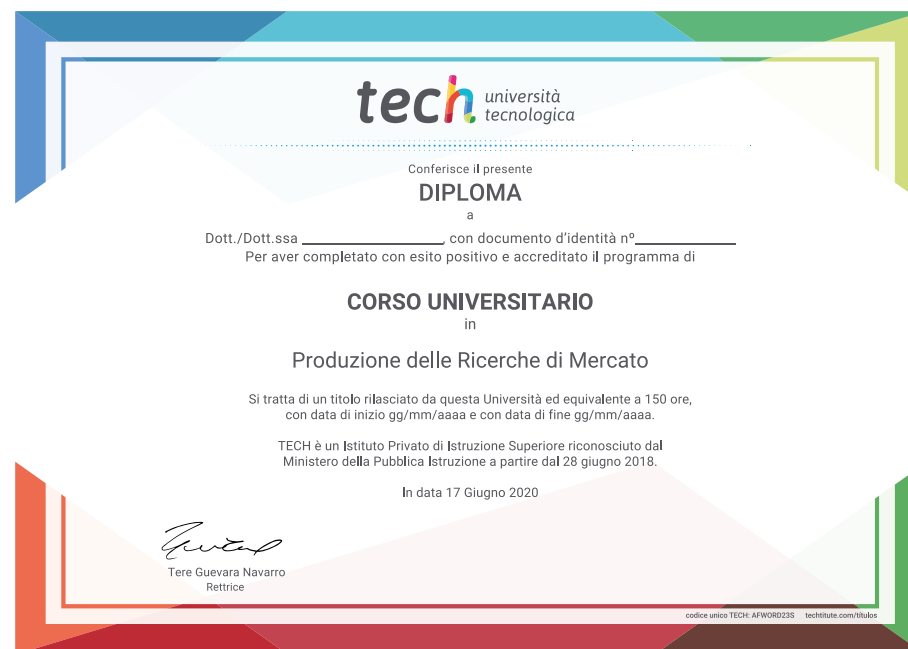 tech università
tecnologica
Conferisce il presente
DIPLOMA
a
Dott./Dott.ssa ____________________, con documento d'identità nº______________
Per aver completato con esito positivo e accreditato il programma di
CORSO UNIVERSITARIO
in
Produzione delle Ricerche di Mercato
Si tratta di un titolo rilasciato da questa Università ed equivalente a 150 ore,
con data di inizio gg/mm/aaaa e con data di fine gg/mm/aaaa.
TECH è un Istituto Privato di Istruzione Superiore riconosciuto dal
Ministero della Pubblica Istruzione a partire dal 28 giugno 2018.
In data 17 Giugno 2020
Tere Guevara Navarro
Rettrice
codice unico TECH: AFWORD23S techtitute.com/títulos